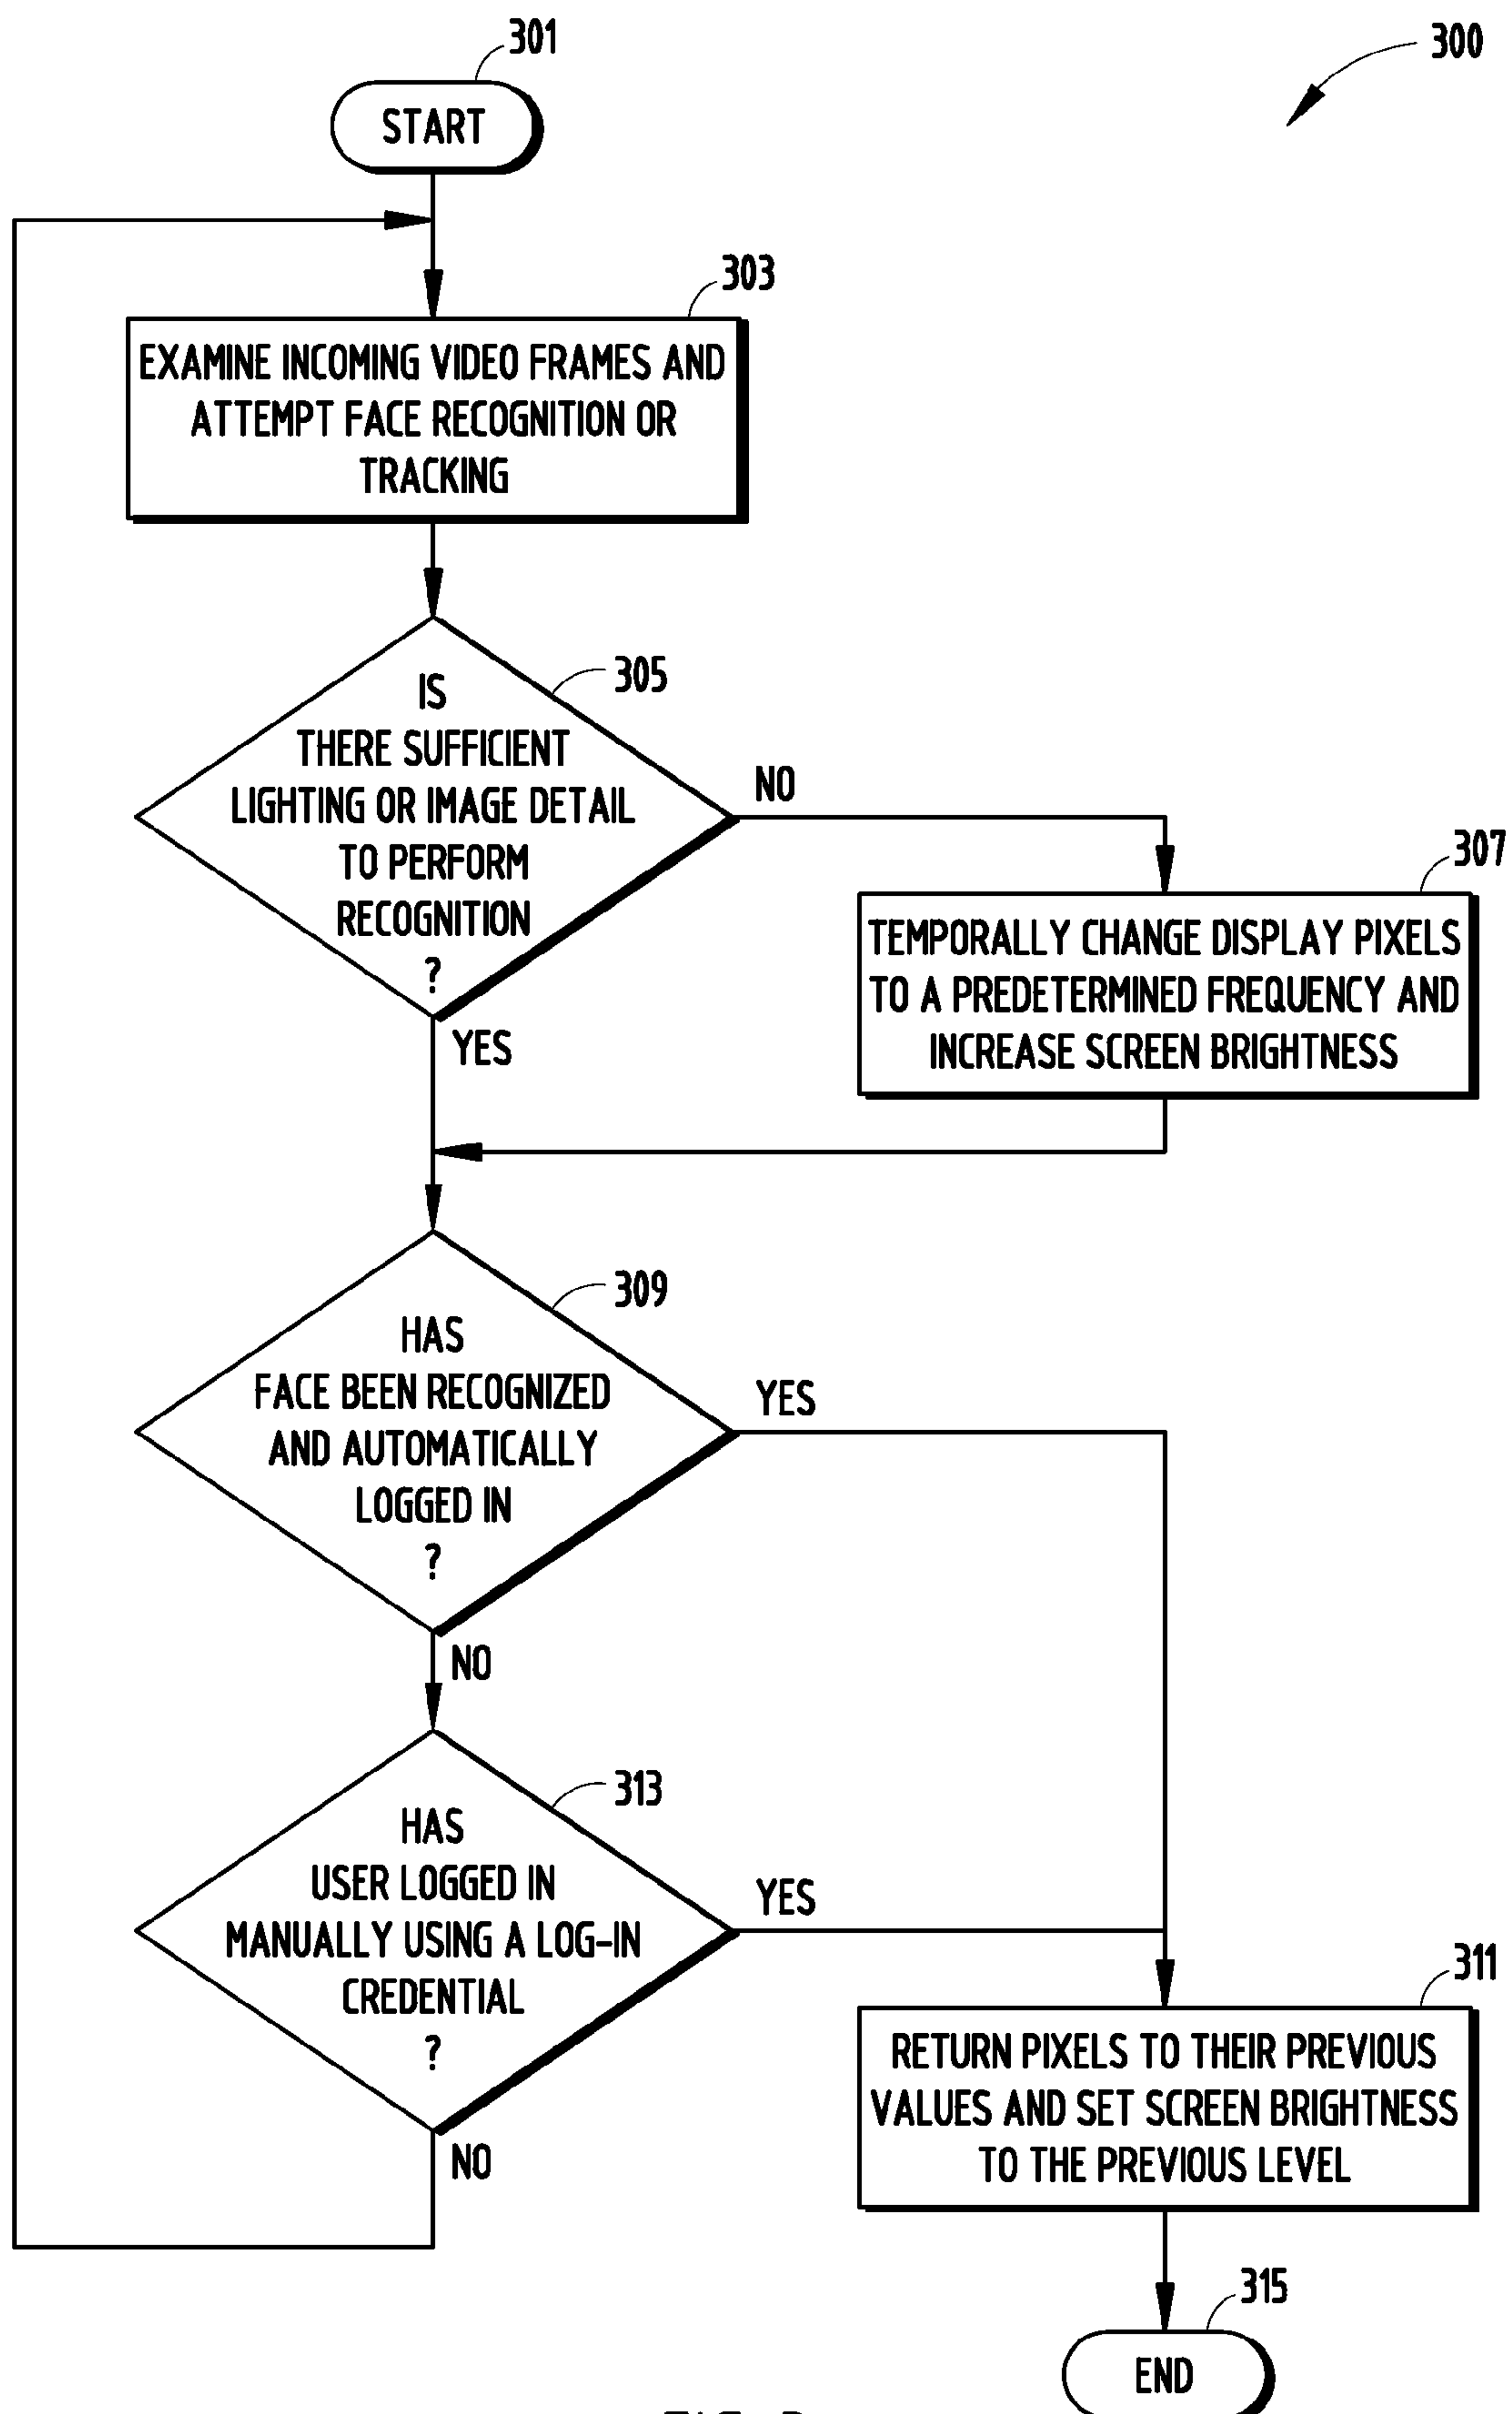 300
301
START
303
EXAMINE INCOMING VIDEO FRAMES AND
ATTEMPT FACE RECOGNITION OR
TRACKING
305
IS
THERE SUFFICIENT
LIGHTING OR IMAGE DETAIL
TO PERFORM
RECOGNITION
?
NO
YES
307
TEMPORALLY CHANGE DISPLAY PIXELS
TO A PREDETERMINED FREQUENCY AND
INCREASE SCREEN BRIGHTNESS
309
HAS
FACE BEEN RECOGNIZED
AND AUTOMATICALLY
LOGGED IN
?
YES
NO
313
HAS
USER LOGGED IN
MANUALLY USING A LOG-IN
CREDENTIAL
?
YES
NO
311
RETURN PIXELS TO THEIR PREVIOUS
VALUES AND SET SCREEN BRIGHTNESS
TO THE PREVIOUS LEVEL
315
END